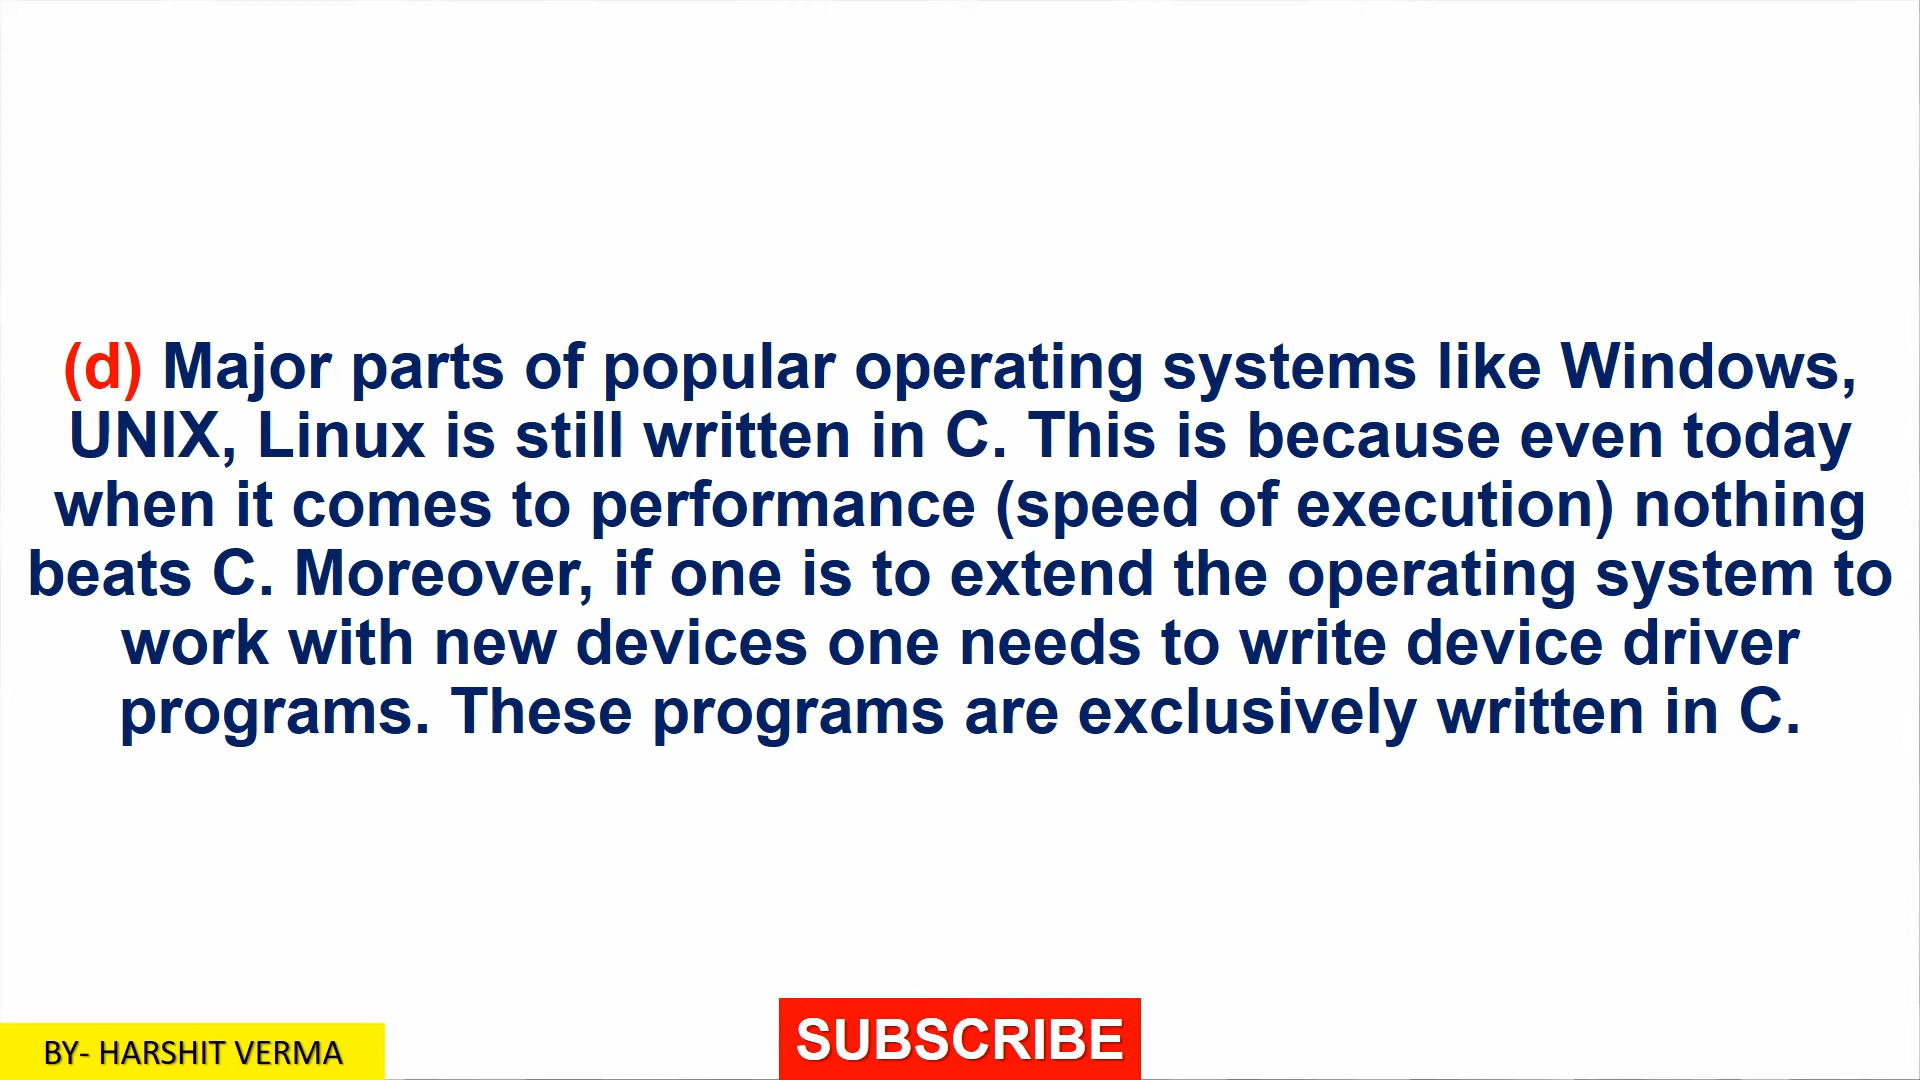 (d) Major parts of popular operating systems like Windows,
UNIX, Linux is still written in C. This is because even today
when it comes to performance (speed of execution) nothing
beats C. Moreover, if one is to extend the operating system to
work with new devices one needs to write device driver
programs. These programs are exclusively written in C.
BY- HARSHIT VERMA
SUBSCRIBE